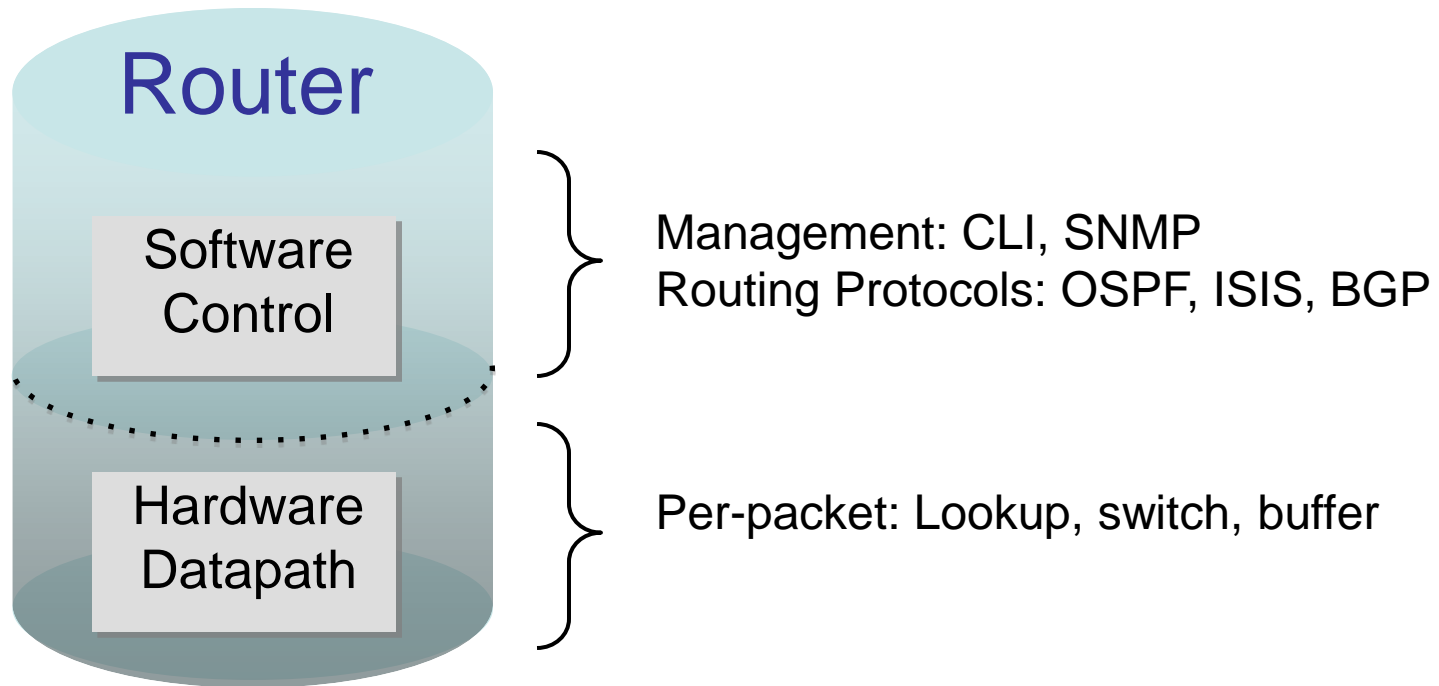 Router
Software
Control
Management: CLI, SNMP
Routing Protocols: OSPF, ISIS, BGP
Hardware
Datapath
Per-packet: Lookup, switch, buffer